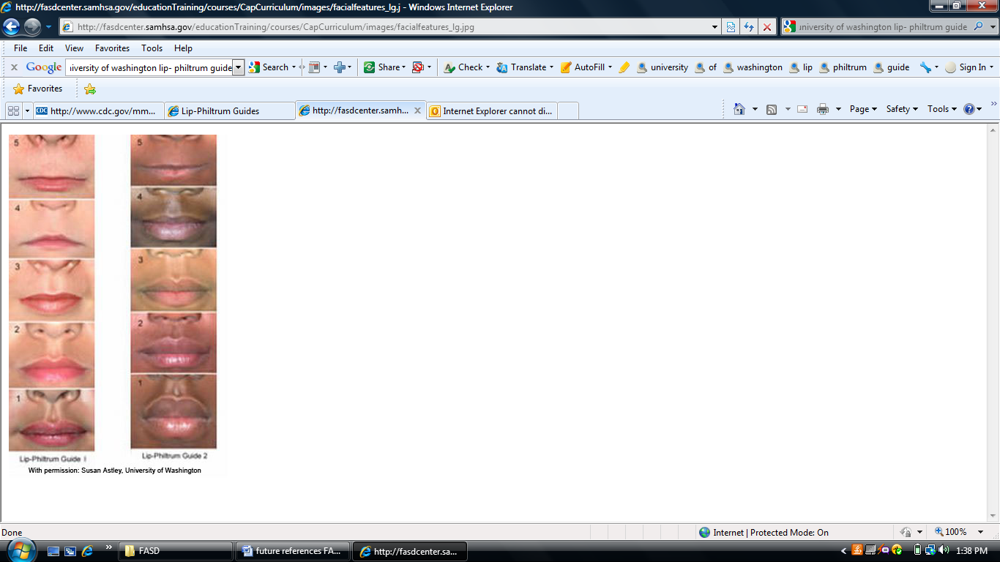 http://fasdcenter.samhsa.gov/educationTraining/courses/CapCurriculum/images/facialfeatures_lg.j - Windows Internet Explorer
http://fasdcenter.samhsa.gov/educationTraining/courses/CapCurriculum/images/facialfeatures_lg.jpg
university of washington lip- philtrum guide
File Edit View Favorites Tools Help
Google iversity of washington lip- philtrum guide Search Share Check Translate AutoFill university of washington lip philtrum guide Sign In
Favorites
CDC http://www.cdc.gov/mm... Lip-Philtrum Guides http://fasdcenter.samh... Internet Explorer cannot di... Page Safety Tools
5
4
3
2
1
Lip-Philtrum Guide 1
5
4
3
2
1
Lip-Philtrum Guide 2
With permission: Susan Astley, University of Washington
Done Internet | Protected Mode: On 100%
FASD future references FA... http://fasdcenter.sa... 1:38 PM